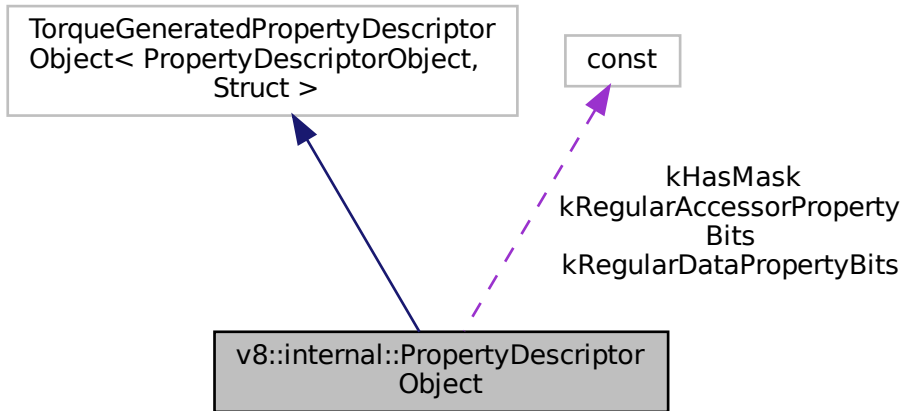 TorqueGeneratedPropertyDescriptor
Object< PropertyDescriptorObject,
Struct >
const
kHasMask
kRegularAccessorProperty
Bits
kRegularDataPropertyBits
v8::internal::PropertyDescriptor
Object